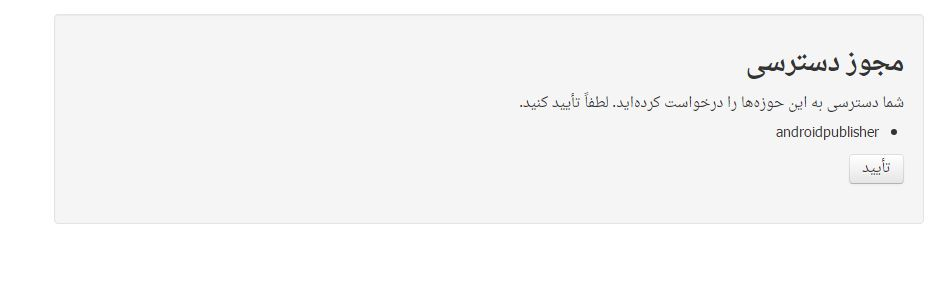 مجوز دسترسی
شما دسترسی به این حوزه‌ها را درخواست کرده‌اید. لطفاً تأیید کنید.
androidpublisher
تأیید